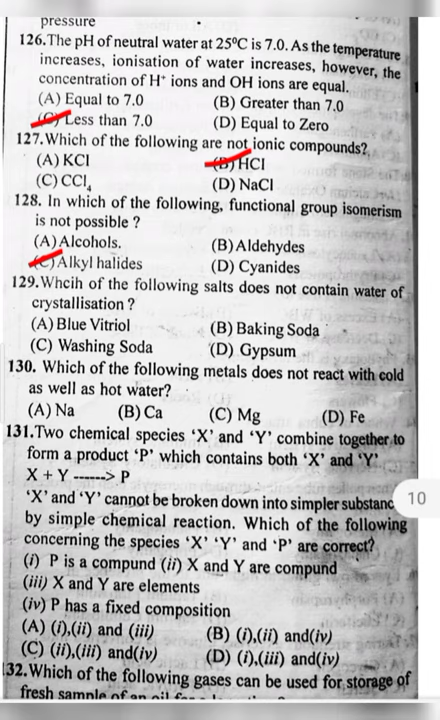 pressure
126.The pH of neutral water at 25⁰C is 7.0. As the temperature
increases, ionisation of water increases, however, the
concentration of H⁺ ions and OH ions are equal.
(A) Equal to 7.0 (B) Greater than 7.0
(C) Less than 7.0 (D) Equal to Zero
127.Which of the following are not ionic compounds?
(A) KCl (B) HCl
(C) CCl₄ (D) NaCl
128. In which of the following, functional group isomerism
is not possible ?
(A) Alcohols. (B) Aldehydes
(C) Alkyl halides (D) Cyanides
129.Whcih of the following salts does not contain water of
crystallisation ?
(A) Blue Vitriol (B) Baking Soda
(C) Washing Soda (D) Gypsum
130. Which of the following metals does not react with cold
as well as hot water?
(A) Na (B) Ca (C) Mg (D) Fe
131.Two chemical species ‘X’ and ‘Y’ combine together to
form a product ‘P’ which contains both ‘X’ and ‘Y’
X + Y ------> P
‘X’ and ‘Y’ cannot be broken down into simpler substanc
10
by simple chemical reaction. Which of the following
concerning the species ‘X’ ‘Y’ and ‘P’ are correct?
(i) P is a compund (ii) X and Y are compund
(iii) X and Y are elements
(iv) P has a fixed composition
(A) (i),(ii) and (iii) (B) (i),(ii) and(iv)
(C) (ii),(iii) and(iv) (D) (i),(iii) and(iv)
132.Which of the following gases can be used for storage of
fresh sample of an oil for a